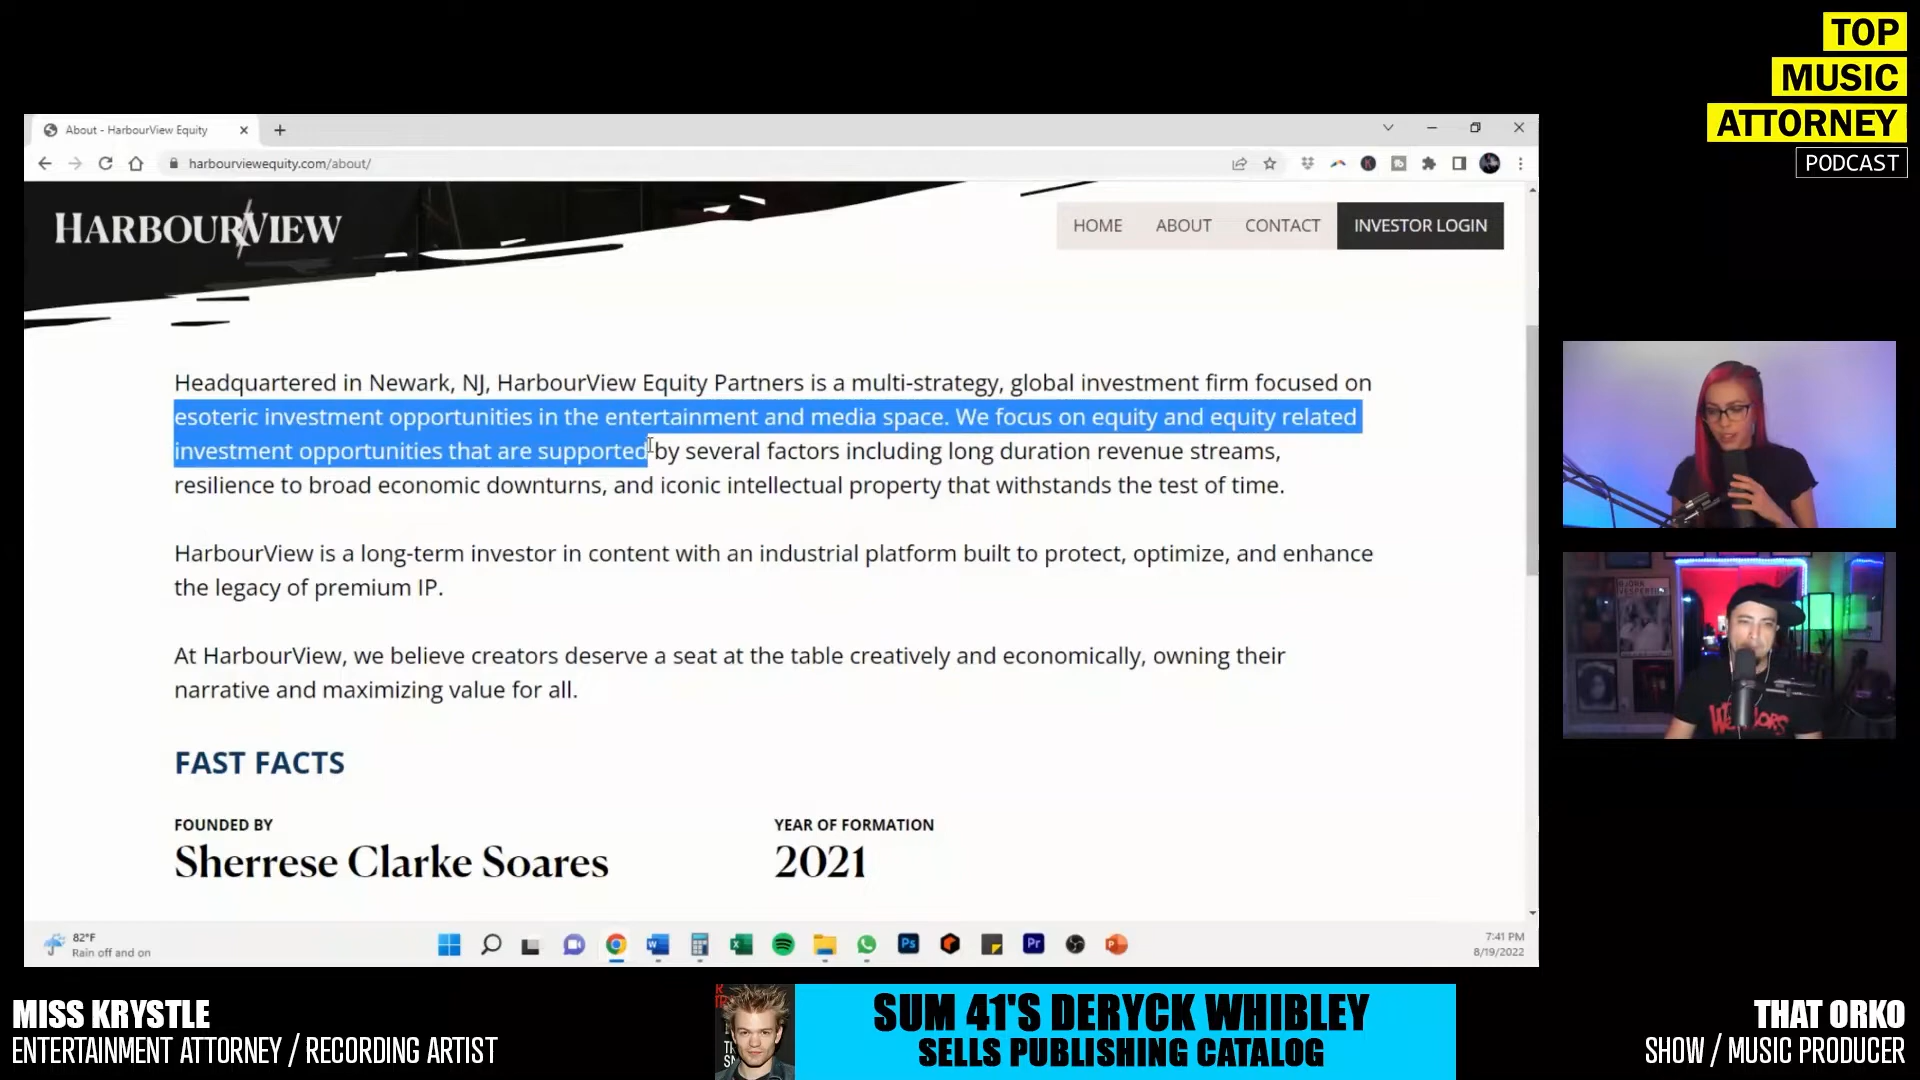 TOP
MUSIC
ATTORNEY
PODCAST
About - HarbourView Equity
harbourviewequity.com/about/
HARBOURVIEW
HOME
ABOUT
CONTACT
INVESTOR LOGIN
Headquartered in Newark, NJ, HarbourView Equity Partners is a multi-strategy, global investment firm focused on
esoteric investment opportunities in the entertainment and media space. We focus on equity and equity related
investment opportunities that are supported by several factors including long duration revenue streams,
resilience to broad economic downturns, and iconic intellectual property that withstands the test of time.
HarbourView is a long-term investor in content with an industrial platform built to protect, optimize, and enhance
the legacy of premium IP.
At HarbourView, we believe creators deserve a seat at the table creatively and economically, owning their
narrative and maximizing value for all.
FAST FACTS
FOUNDED BY
Sherrese Clarke Soares
YEAR OF FORMATION
2021
82°F
Rain off and on
Ps
Pr
7:41 PM
8/19/2022
MISS KRYSTLE
ENTERTAINMENT ATTORNEY / RECORDING ARTIST
SUM 41'S DERYCK WHIBLEY
SELLS PUBLISHING CATALOG
THAT ORKO
SHOW / MUSIC PRODUCER